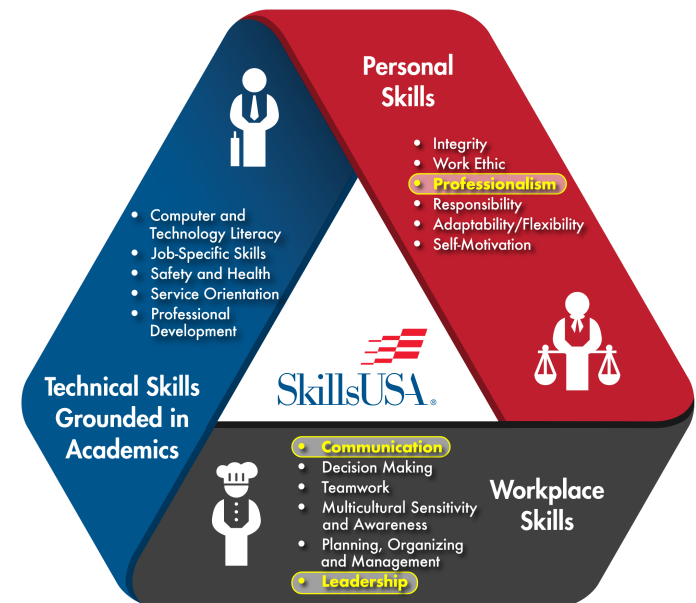 Personal
Skills
• Integrity
• Work Ethic
• Professionalism
• Responsibility
• Adaptability/Flexibility
• Self-Motivation
• Computer and
Technology Literacy
• Job-Specific Skills
• Safety and Health
• Service Orientation
• Professional
Development
Technical Skills
Grounded in
Academics
SkillsUSA®
• Communication
• Decision Making
• Teamwork
• Multicultural Sensitivity
and Awareness
• Planning, Organizing
and Management
• Leadership
Workplace
Skills